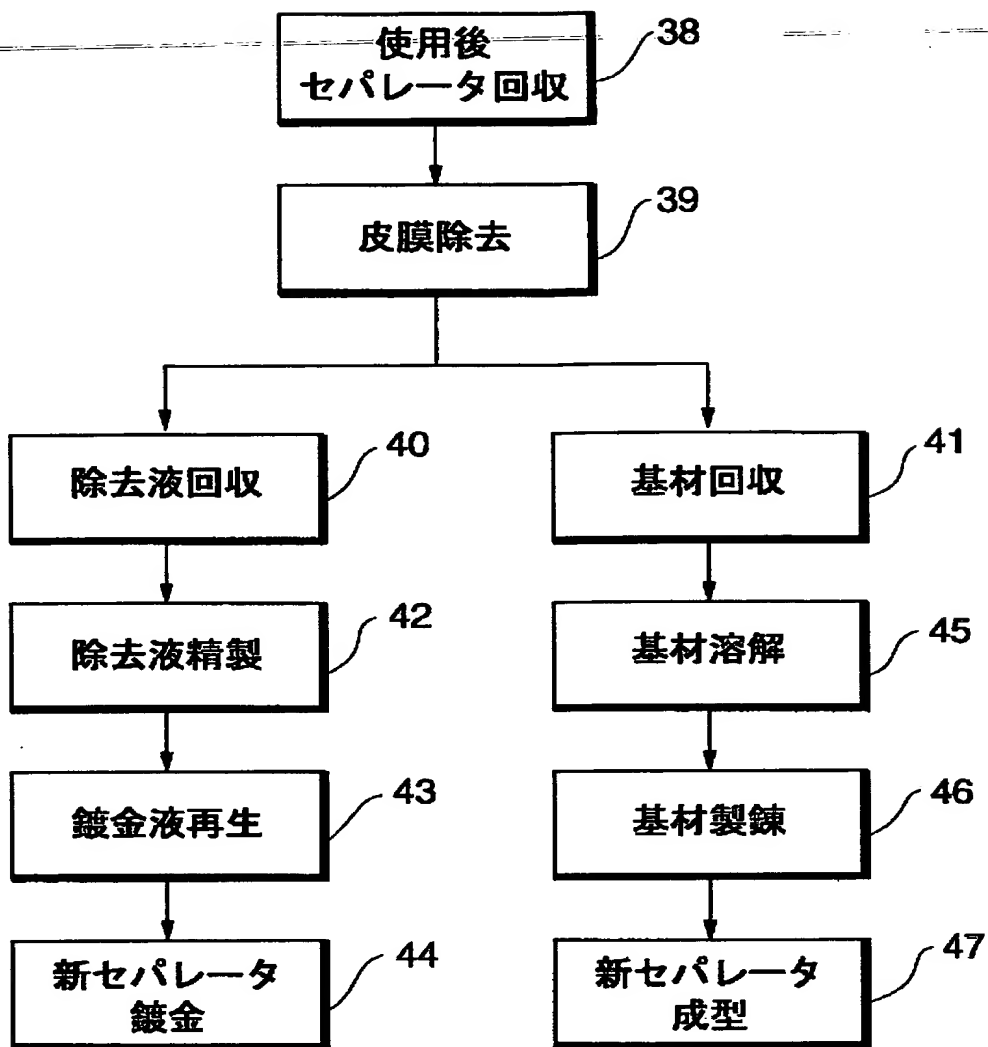 使用後
セパレータ回収
38
皮膜除去
39
除去液回収
40
基材回収
41
除去液精製
42
基材溶解
45
鍍金液再生
43
基材製錬
46
新セパレータ
鍍金
44
新セパレータ
成型
47